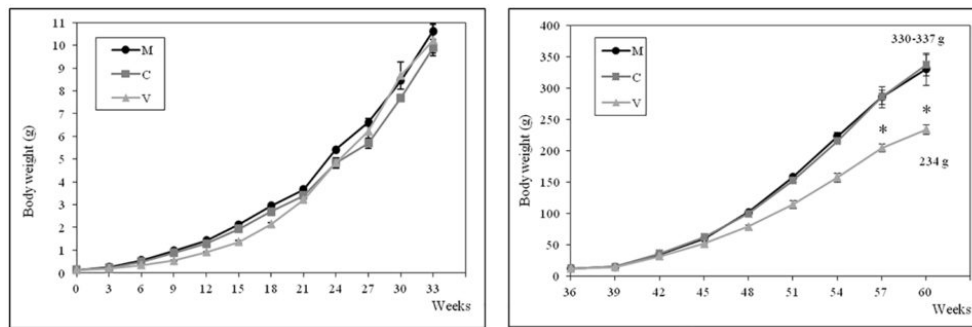 11
10
9
8
7
6
5
4
3
2
1
0
Body weight (g)
M
C
V
0 3 6 9 12 15 18 21 24 27 30 33
Weeks
400
350
300
250
200
150
100
50
0
Body weight (g)
M
C
V
330-337 g
*
*
234 g
36 39 42 45 48 51 54 57 60
Weeks